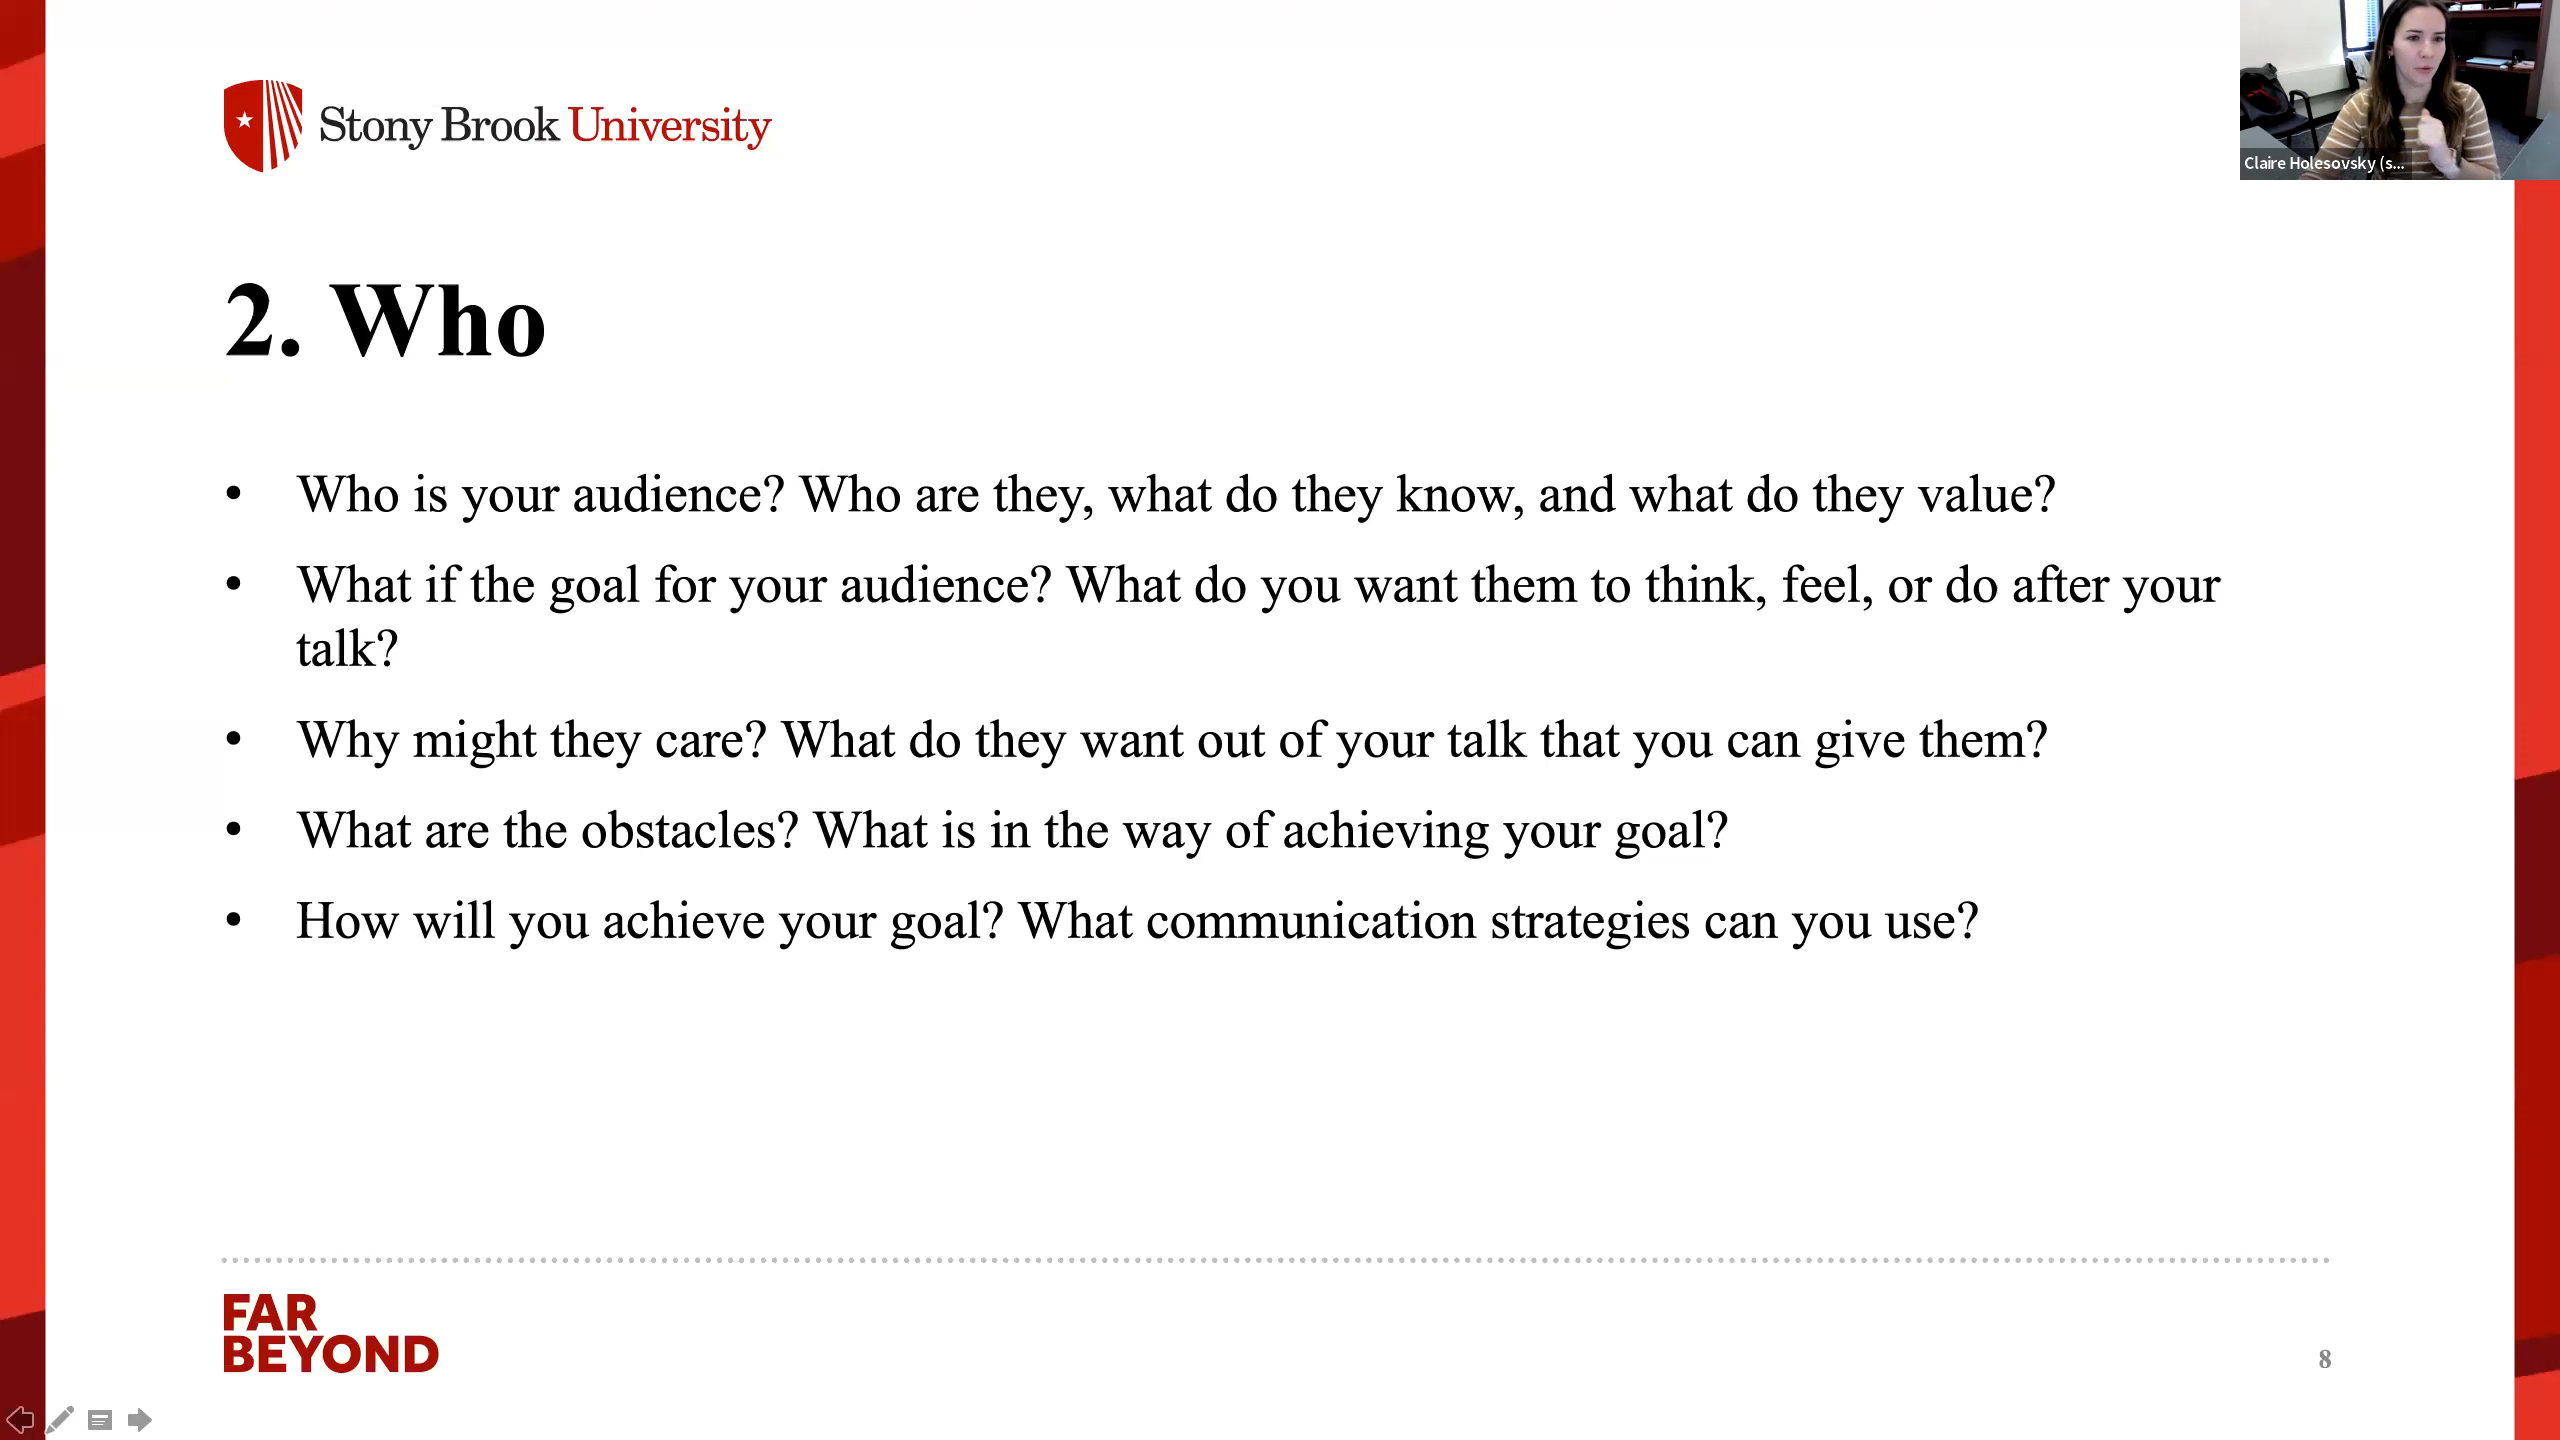 Stony Brook University
Claire Holesovsky (s...
2. Who
• Who is your audience? Who are they, what do they know, and what do they value?
• What if the goal for your audience? What do you want them to think, feel, or do after your
talk?
• Why might they care? What do they want out of your talk that you can give them?
• What are the obstacles? What is in the way of achieving your goal?
• How will you achieve your goal? What communication strategies can you use?
FAR
BEYOND
8